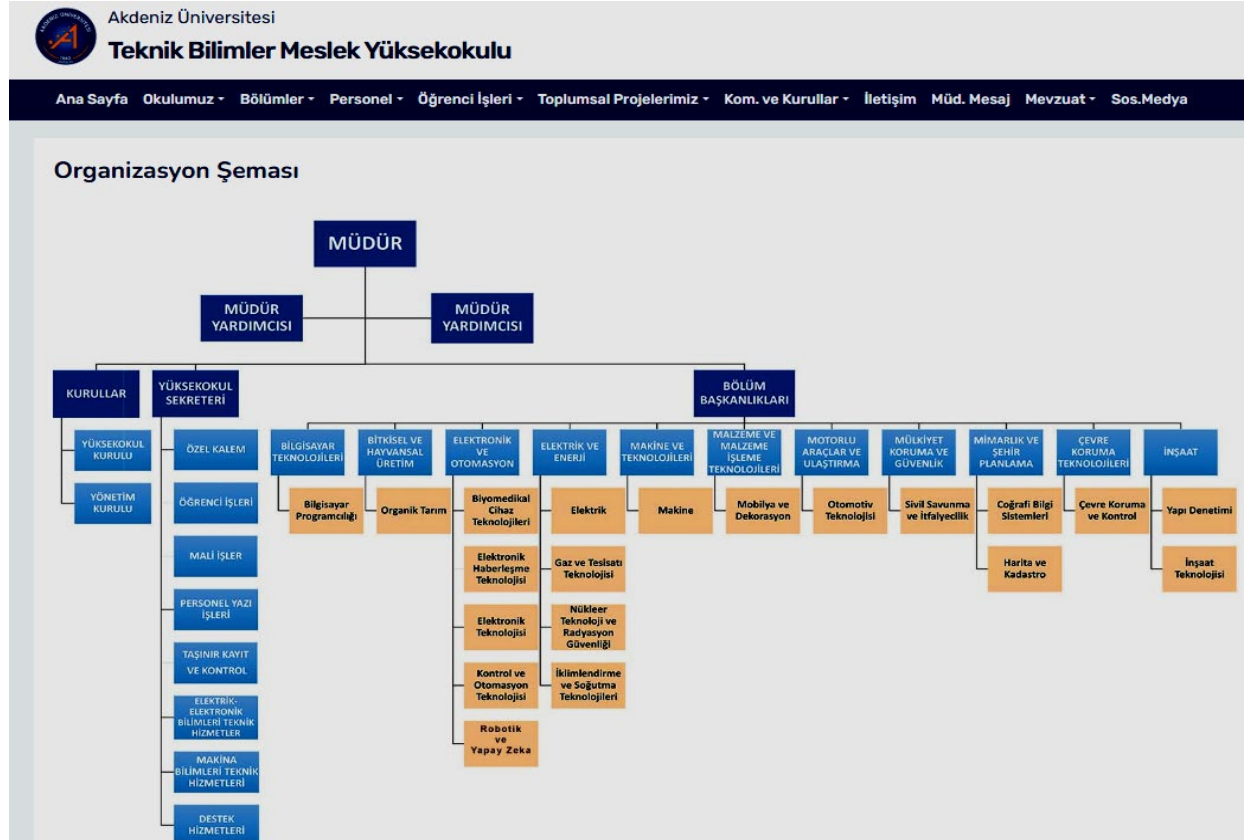 Akdeniz Üniversitesi
Teknik Bilimler Meslek Yüksekokulu
Ana Sayfa Okulumuz Bölümler Personel Öğrenci İşleri Toplumsal Projelerimiz Kom. ve Kurullar İletişim Müd. Mesaj Mevzuat Sos.Medya
Organizasyon Şeması
MÜDÜR
MÜDÜR
YARDIMCISI
MÜDÜR
YARDIMCISI
KURULLAR
YÜKSEKOKUL
KURULU
YÖNETİM
KURULU
YÜKSEKOKUL
SEKRETERİ
ÖZEL KALEM
ÖĞRENCİ İŞLERİ
MALİ İŞLER
PERSONEL YAZI
İŞLERİ
TAŞINIR KAYIT
VE KONTROL
ELEKTRİK-
ELEKTRONİK
BİLİMLERİ TEKNİK
HİZMETLER
MAKİNA
BİLİMLERİ TEKNİK
HİZMETLERİ
DESTEK
HİZMETLERİ
BÖLÜM
BAŞKANLIKLARI
BİLGİSAYAR
TEKNOLOJİLERİ
Bilgisayar
Programcılığı
BİTKİSEL VE
HAYVANSAL
ÜRETİM
Organik Tarım
ELEKTRONİK
VE
OTOMASYON
Biyomedikal
Cihaz
Teknolojileri
Elektronik
Haberleşme
Teknolojisi
Elektronik
Teknolojisi
Kontrol ve
Otomasyon
Teknolojisi
Robotik
ve
Yapay Zeka
ELEKTRİK VE
ENERJİ
Elektrik
Gaz ve Tesisatı
Teknolojisi
Nükleer
Teknoloji ve
Radyasyon
Güvenliği
İklimlendirme
ve Soğutma
Teknolojileri
MAKİNE VE
TEKNOLOJİLERİ
Makine
MALZEME VE
MALZEME
İŞLEME
TEKNOLOJİLERİ
Mobilya ve
Dekorasyon
MOTORLU
ARAÇLAR VE
ULAŞTIRMA
Otomotiv
Teknolojisi
MÜLKİYET
KORUMA VE
GÜVENLİK
Sivil Savunma
ve İtfaiyecilik
MİMARLIK VE
ŞEHİR
PLANLAMA
Coğrafi Bilgi
Sistemleri
Harita ve
Kadastro
ÇEVRE
KORUMA
TEKNOLOJİLERİ
Çevre Koruma
ve Kontrol
İNŞAAT
Yapı Denetimi
İnşaat
Teknolojisi